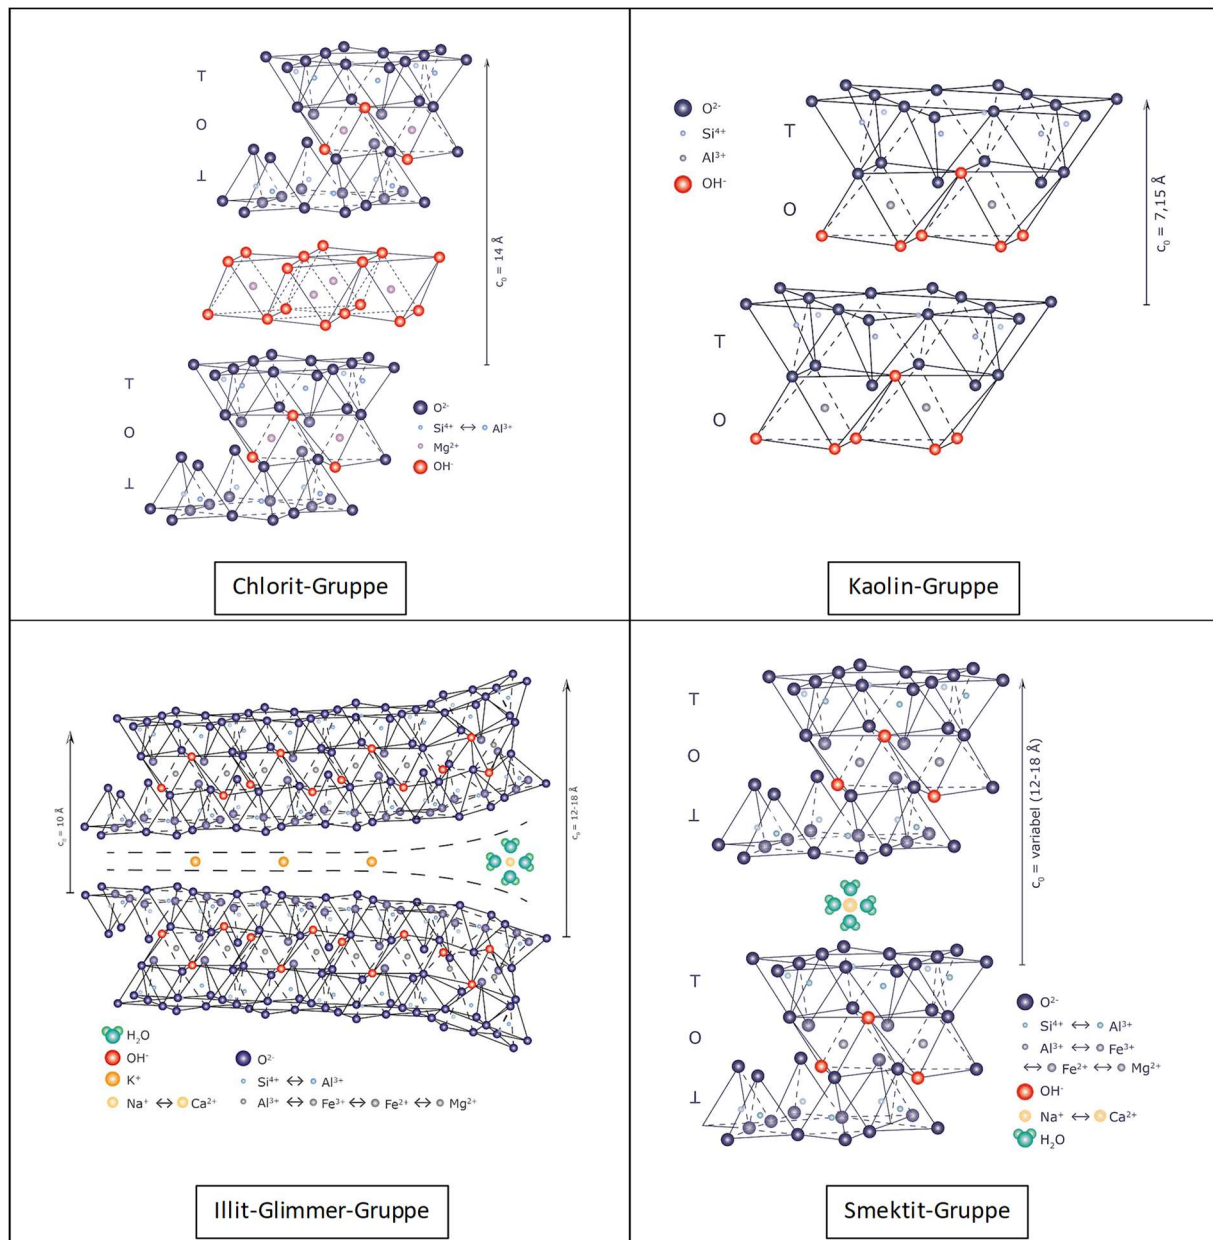 T
O
⊥
c₀ = 14 Å
T
O
⊥
O²⁻
Si⁴⁺ ↔ Al³⁺
Mg²⁺
OH⁻
Chlorit-Gruppe
O²⁻
Si⁴⁺
Al³⁺
OH⁻
T
O
c₀ = 7,15 Å
T
O
Kaolin-Gruppe
c₀ = 10 Å
c₀ = 12-18 Å
H₂O
OH⁻
K⁺
Na⁺ ↔ Ca²⁺
O²⁻
Si⁴⁺ ↔ Al³⁺
Al³⁺ ↔ Fe³⁺ ↔ Fe²⁺ ↔ Mg²⁺
Illit-Glimmer-Gruppe
T
O
⊥
c₀ = variabel (12-18 Å)
T
O
⊥
O²⁻
Si⁴⁺ ↔ Al³⁺
Al³⁺ ↔ Fe³⁺
↔ Fe²⁺ ↔ Mg²⁺
OH⁻
Na⁺ ↔ Ca²⁺
H₂O
Smektit-Gruppe